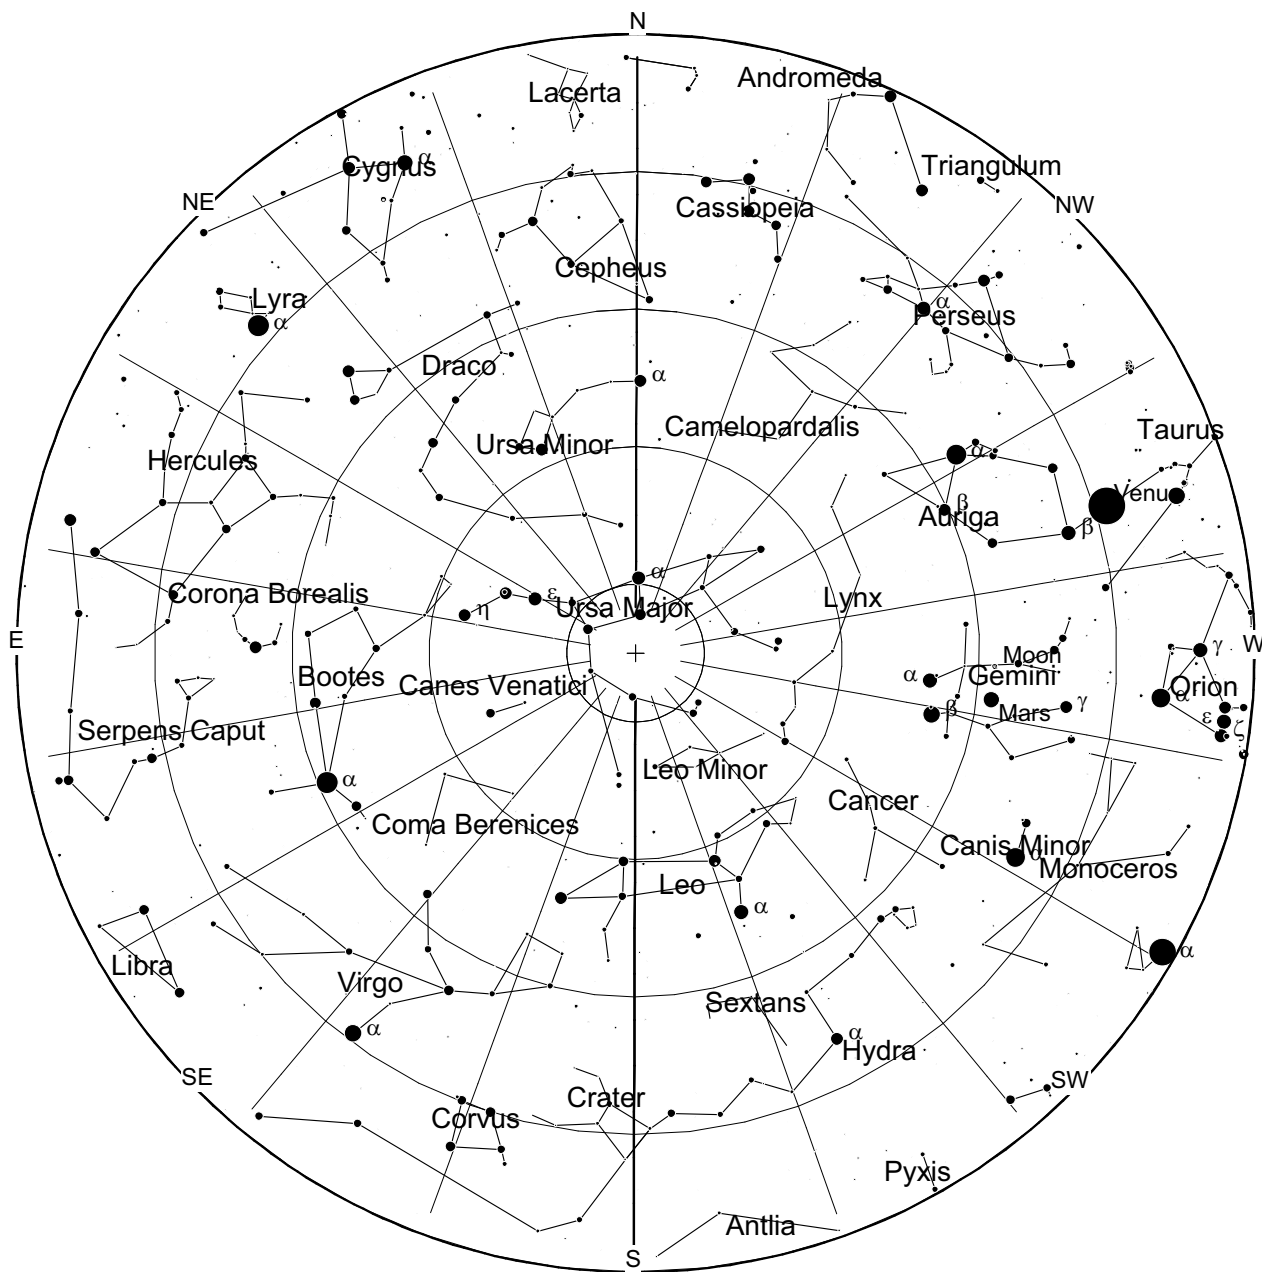 N
Lacerta
Andromeda
Cygnus
α
Triangulum
NE
NW
Cassiopeia
Cepheus
Lyra
α
α
Perseus
Draco
α
Camelopardalis
Taurus
Ursa Minor
Hercules
α
Venus
β
Auriga
β
Corona Borealis
α
ε
η
Ursa Major
Lynx
E
W
γ
Moon
Bootes
Canes Venatici
α
Gemini
Orion
α
β
Mars
γ
ε
ζ
Serpens Caput
Leo Minor
α
Cancer
Coma Berenices
Canis Minor
α
Monoceros
Leo
α
Libra
α
Virgo
Sextans
α
α
Hydra
SE
SW
Crater
Corvus
Pyxis
Antlia
S